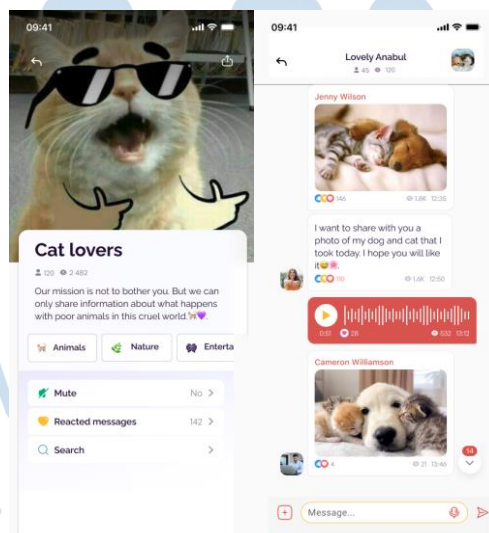 09:41
Cat lovers
120 2 482
Our mission is not to bother you. But we can
only share information about what happens
with poor animals in this cruel world.
Animals
Nature
Enterta
Mute No
Reacted messages 142
Search
09:41
Lovely Anabul
45 120
Jenny Wilson
146 1,8K 12:35
I want to share with you a
photo of my dog and cat that I
took today. I hope you will like
it.
110 1,6K 12:50
0:51 28 532 13:12
Cameron Williamson
4 21 13:46
14
Message...